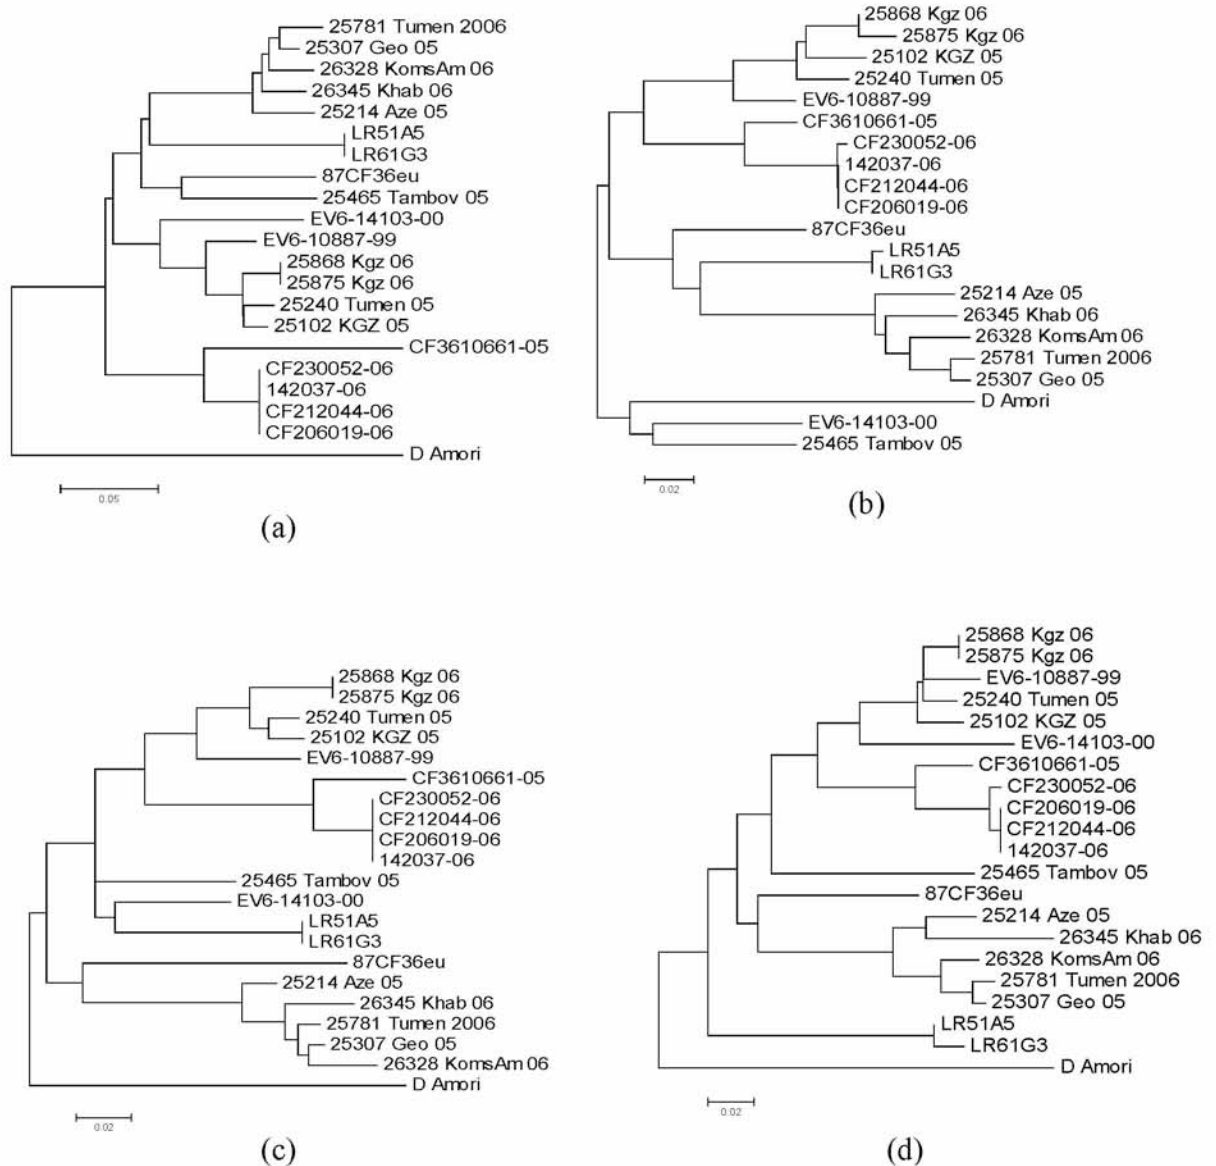 25781 Tumen 2006
25307 Geo 05
26328 KomsAm 06
26345 Khab 06
25214 Aze 05
LR51A5
LR61G3
87CF36eu
25465 Tambov 05
EV6-14103-00
EV6-10887-99
25868 Kgz 06
25875 Kgz 06
25240 Tumen 05
25102 KGZ 05
CF3610661-05
CF230052-06
142037-06
CF212044-06
CF206019-06
D Amori
0.05
(a)
25868 Kgz 06
25875 Kgz 06
25102 KGZ 05
25240 Tumen 05
EV6-10887-99
CF3610661-05
CF230052-06
142037-06
CF212044-06
CF206019-06
87CF36eu
LR51A5
LR61G3
25214 Aze 05
26345 Khab 06
26328 KomsAm 06
25781 Tumen 2006
25307 Geo 05
D Amori
EV6-14103-00
25465 Tambov 05
0.02
(b)
25868 Kgz 06
25875 Kgz 06
25240 Tumen 05
25102 KGZ 05
EV6-10887-99
CF3610661-05
CF230052-06
CF212044-06
CF206019-06
142037-06
25465 Tambov 05
EV6-14103-00
LR51A5
LR61G3
87CF36eu
25214 Aze 05
26345 Khab 06
25781 Tumen 2006
25307 Geo 05
26328 KomsAm 06
D Amori
0.02
(c)
25868 Kgz 06
25875 Kgz 06
EV6-10887-99
25240 Tumen 05
25102 KGZ 05
EV6-14103-00
CF3610661-05
CF230052-06
CF206019-06
CF212044-06
142037-06
25465 Tambov 05
87CF36eu
25214 Aze 05
26345 Khab 06
26328 KomsAm 06
25781 Tumen 2006
25307 Geo 05
LR51A5
LR61G3
D Amori
0.02
(d)